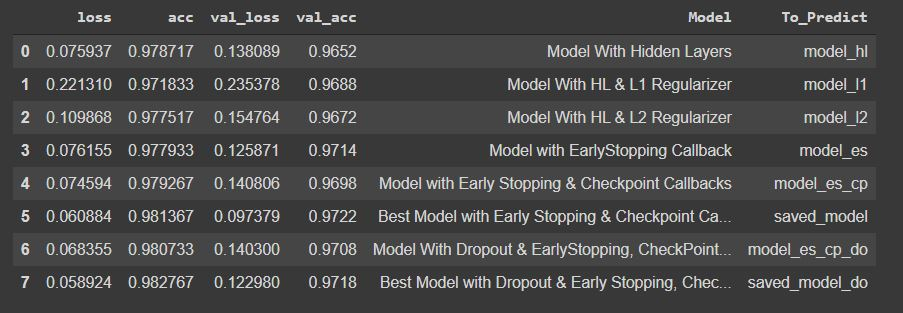 loss acc val_loss val_acc Model To_Predict
0 0.075937 0.978717 0.138089 0.9652 Model With Hidden Layers model_hl
1 0.221310 0.971833 0.235378 0.9688 Model With HL & L1 Regularizer model_l1
2 0.109868 0.977517 0.154764 0.9672 Model With HL & L2 Regularizer model_l2
3 0.076155 0.977933 0.125871 0.9714 Model with EarlyStopping Callback model_es
4 0.074594 0.979267 0.140806 0.9698 Model with Early Stopping & Checkpoint Callbacks model_es_cp
5 0.060884 0.981367 0.097379 0.9722 Best Model with Early Stopping & Checkpoint Ca... saved_model
6 0.068355 0.980733 0.140300 0.9708 Model With Dropout & EarlyStopping, CheckPoint... model_es_cp_do
7 0.058924 0.982767 0.122980 0.9718 Best Model with Dropout & Early Stopping, Chec... saved_model_do